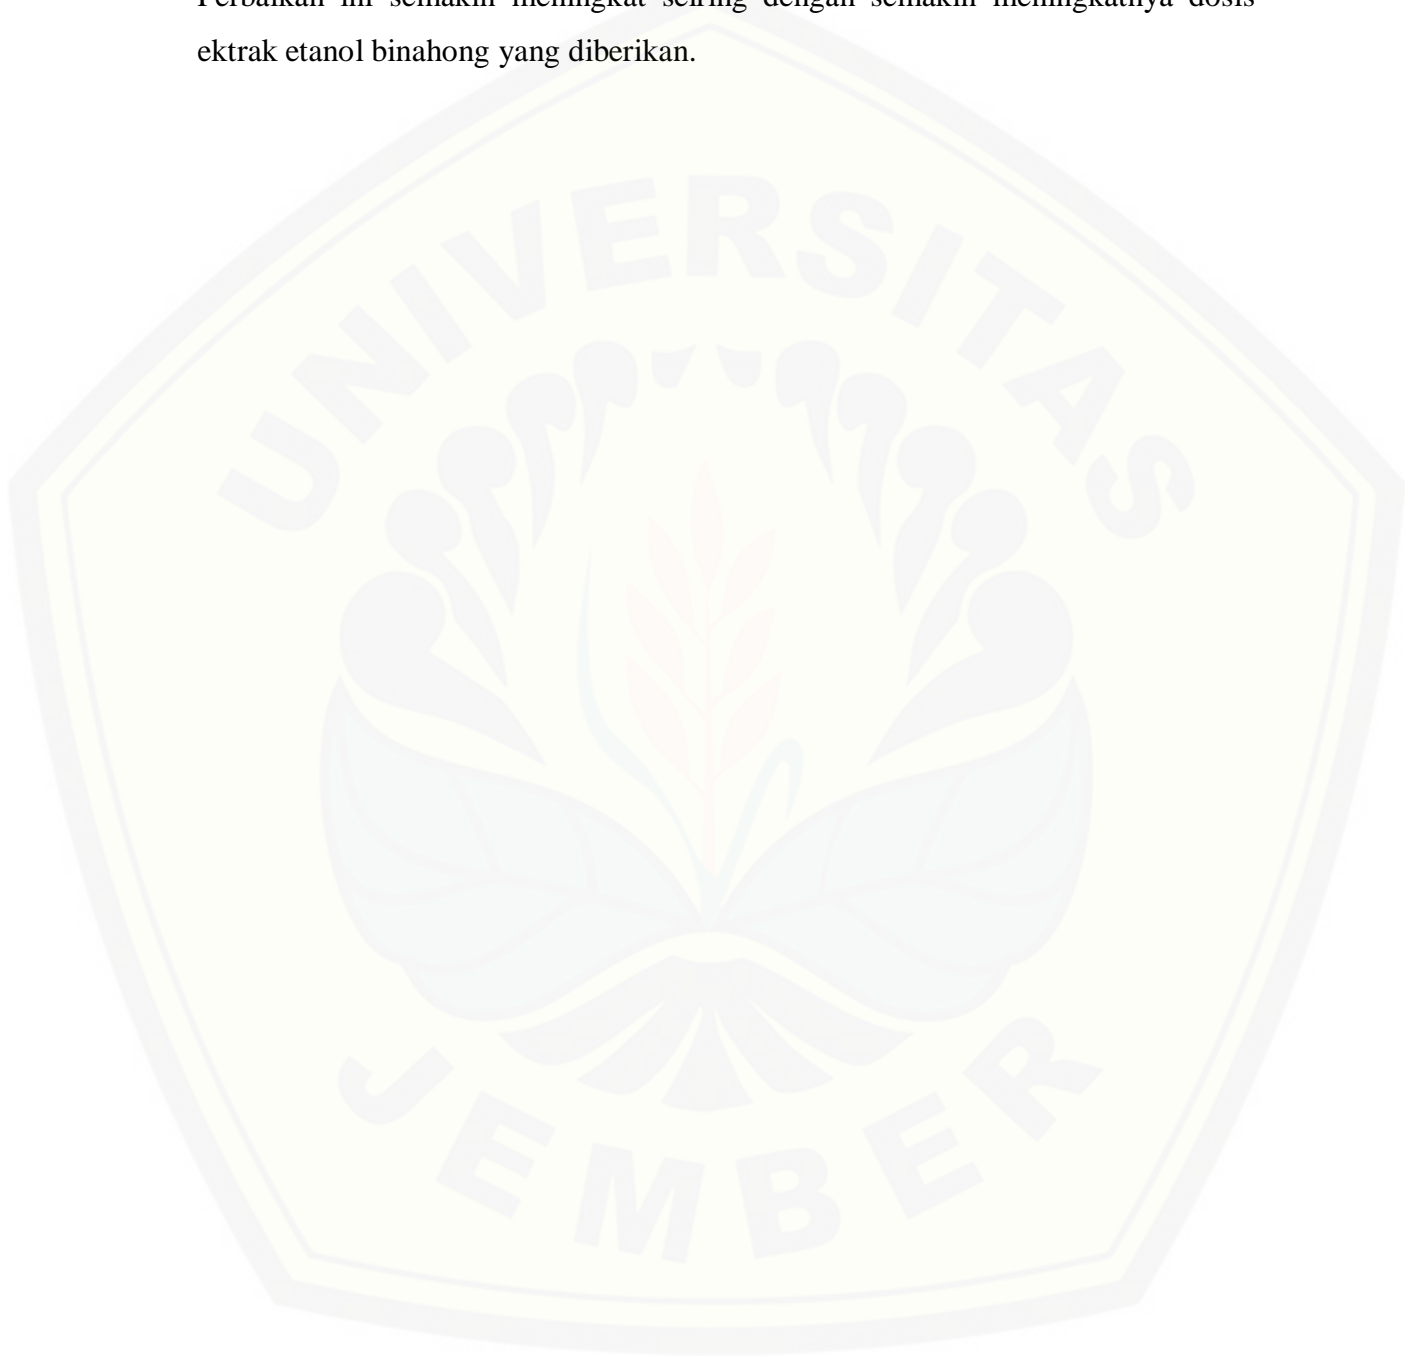 Perbaikan ini semakin meningkat seiring dengan semakin meningkatnya dosis
ektrak etanol binahong yang diberikan.
UNIVERSITAS
JEMBER